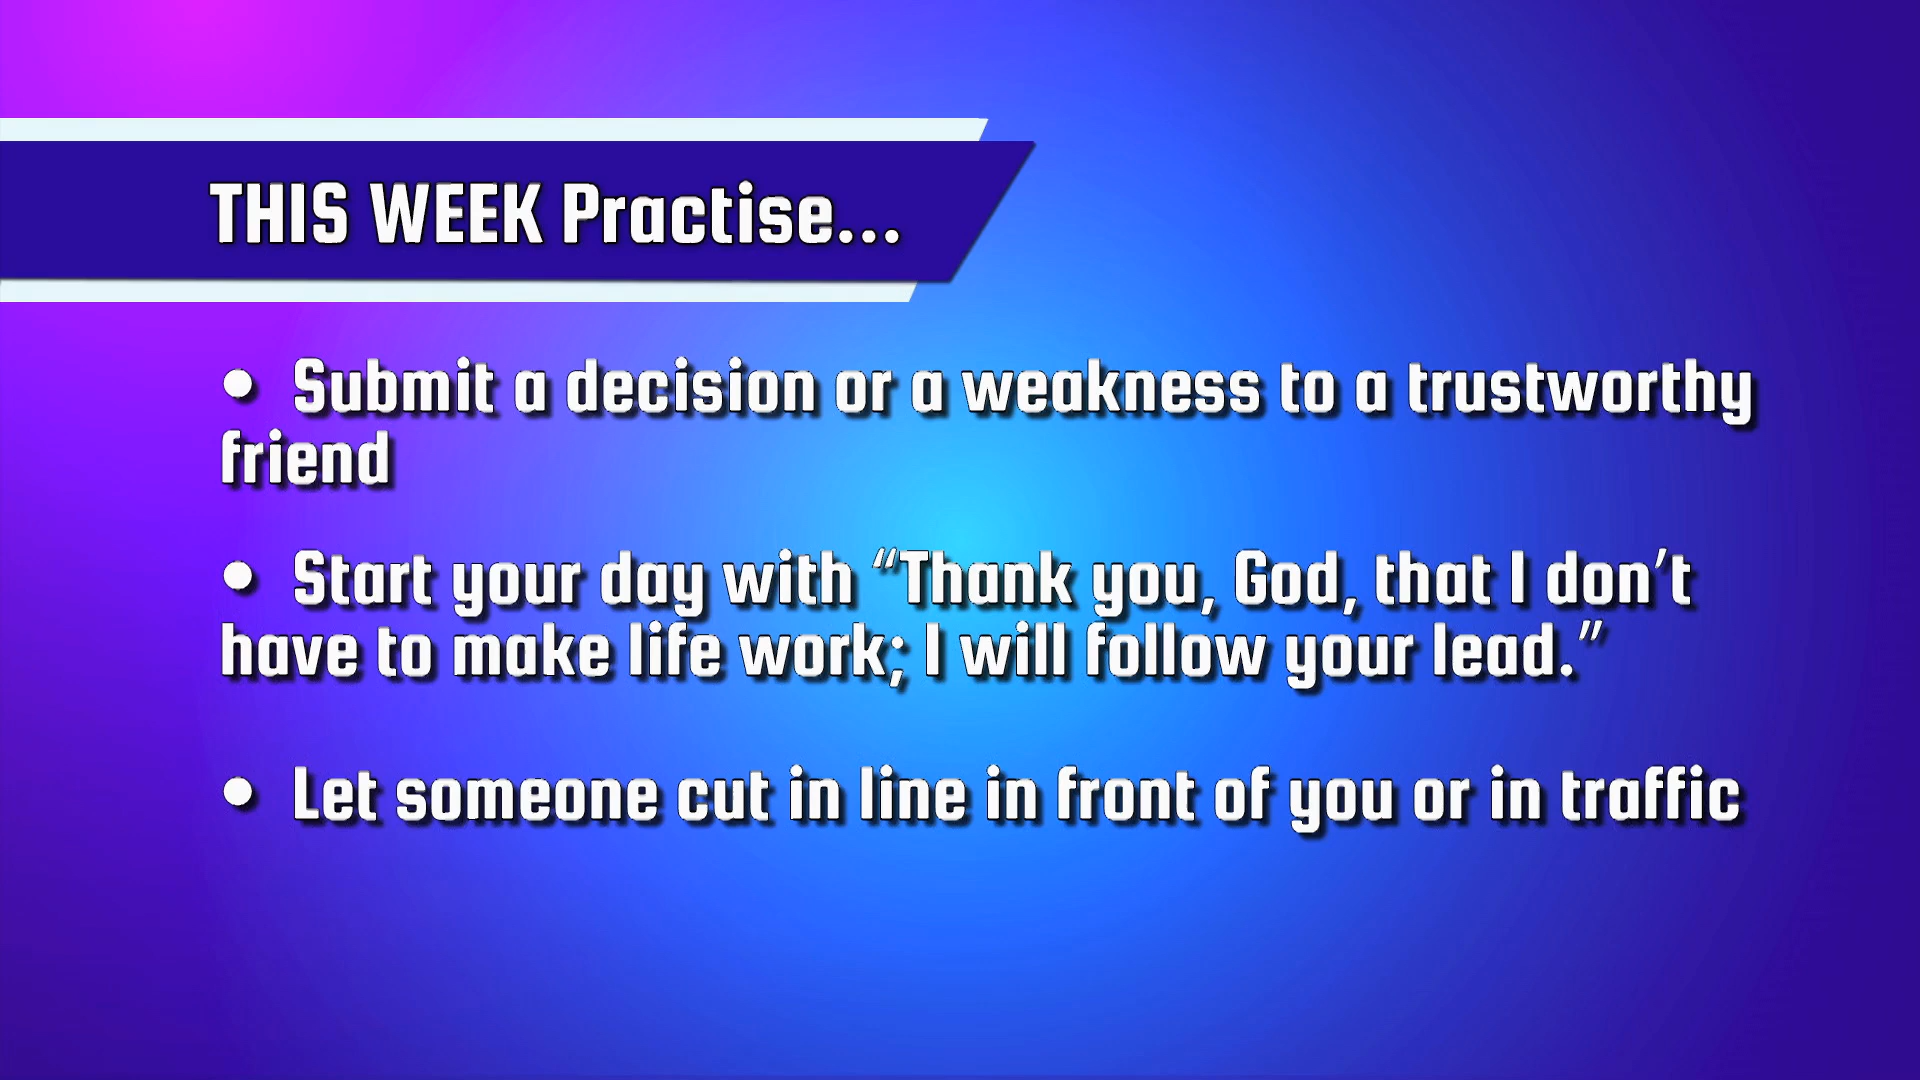 THIS WEEK Practise...
• Submit a decision or a weakness to a trustworthy
friend
• Start your day with “Thank you, God, that I don’t
have to make life work; I will follow your lead.”
• Let someone cut in line in front of you or in traffic